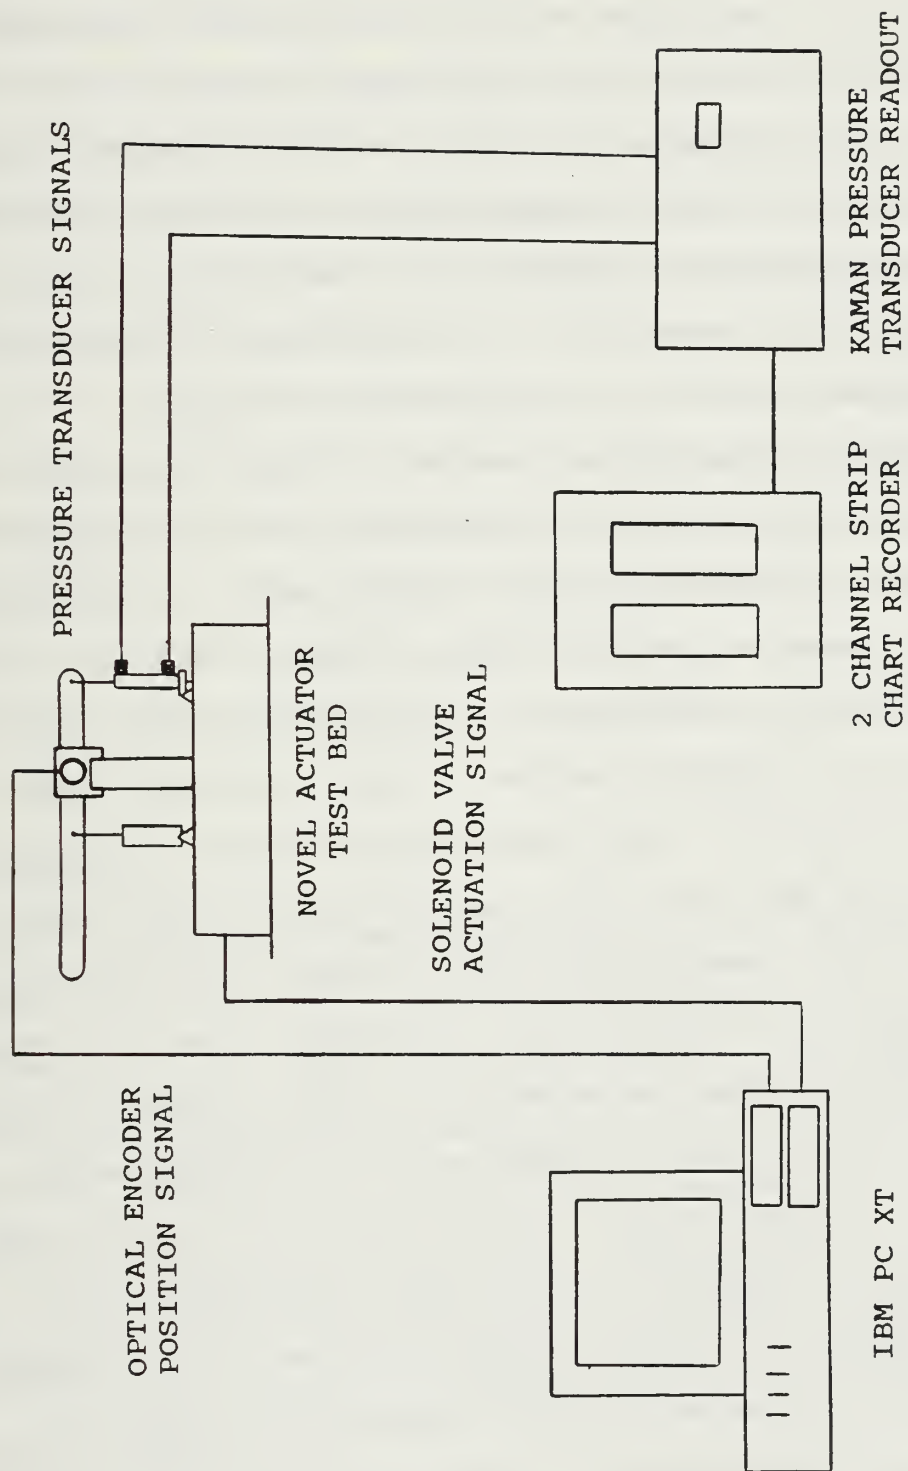 OPTICAL ENCODER
POSITION SIGNAL
PRESSURE TRANSDUCER SIGNALS
NOVEL ACTUATOR
TEST BED
SOLENOID VALVE
ACTUATION SIGNAL
IBM PC XT
2 CHANNEL STRIP
CHART RECORDER
KAMAN PRESSURE
TRANSDUCER READOUT